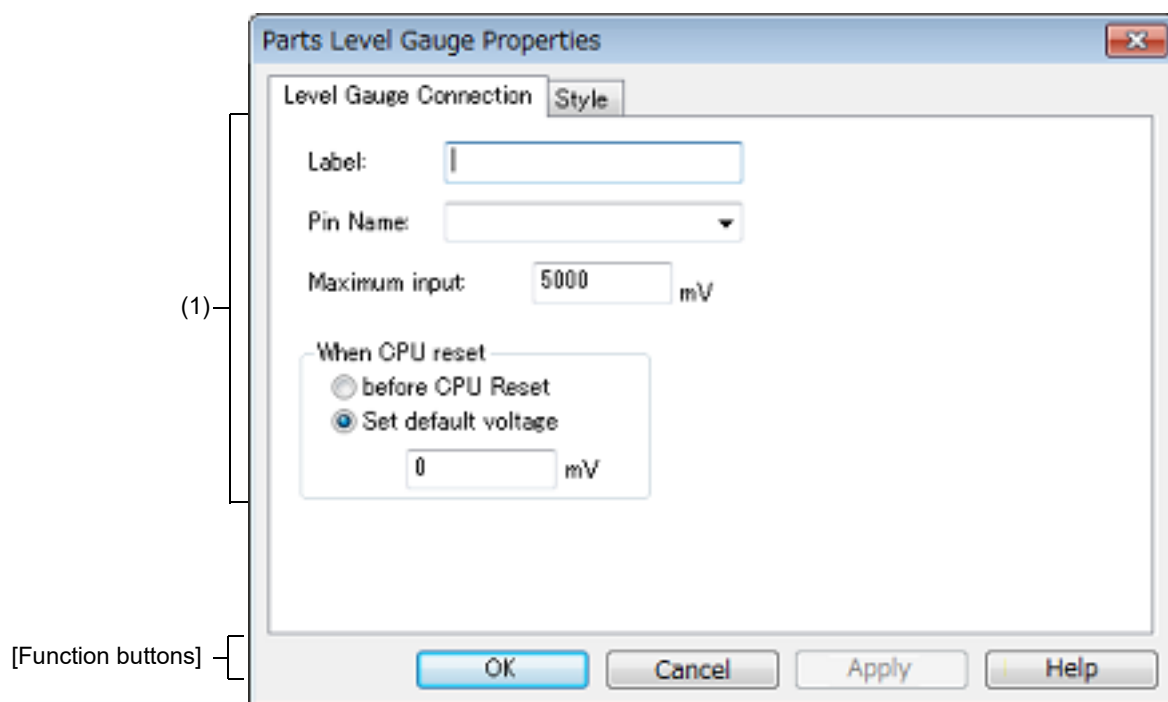 Parts Level Gauge Properties
Level Gauge Connection
Style
Label:
Pin Name:
Maximum input: 5000 mV
(1)
When CPU reset
before CPU Reset
Set default voltage
0 mV
[Function buttons]
OK Cancel Apply Help